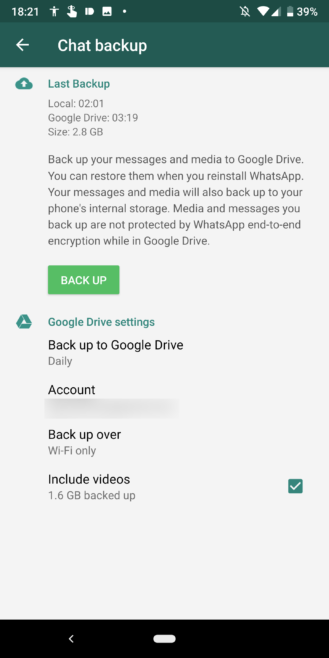 18:21 39%
Chat backup
Last Backup
Local: 02:01
Google Drive: 03:19
Size: 2.8 GB
Back up your messages and media to Google Drive.
You can restore them when you reinstall WhatsApp.
Your messages and media will also back up to your
phone's internal storage. Media and messages you
back up are not protected by WhatsApp end-to-end
encryption while in Google Drive.
BACK UP
Google Drive settings
Back up to Google Drive
Daily
Account
Back up over
Wi-Fi only
Include videos
1.6 GB backed up